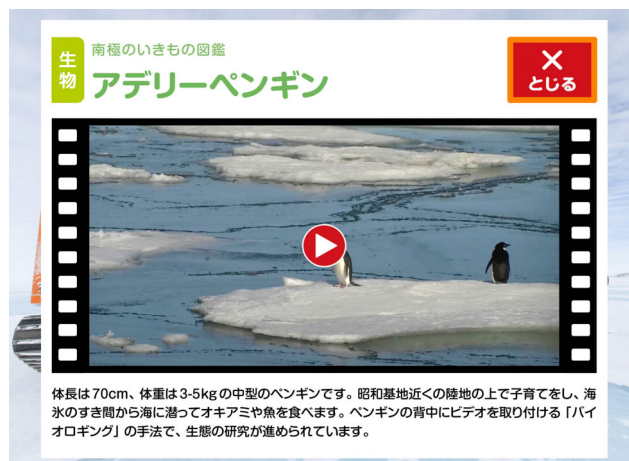 生物
南極のいきもの図鑑
アデリーペンギン
とじる
体長は70cm、体重は3-5kgの中型のペンギンです。昭和基地近くの陸地の上で子育てをし、海
氷のすき間から海に潜ってオキアミや魚を食べます。ペンギンの背中にビデオを取り付ける「バイ
オロギング」の手法で、生態の研究が進められています。